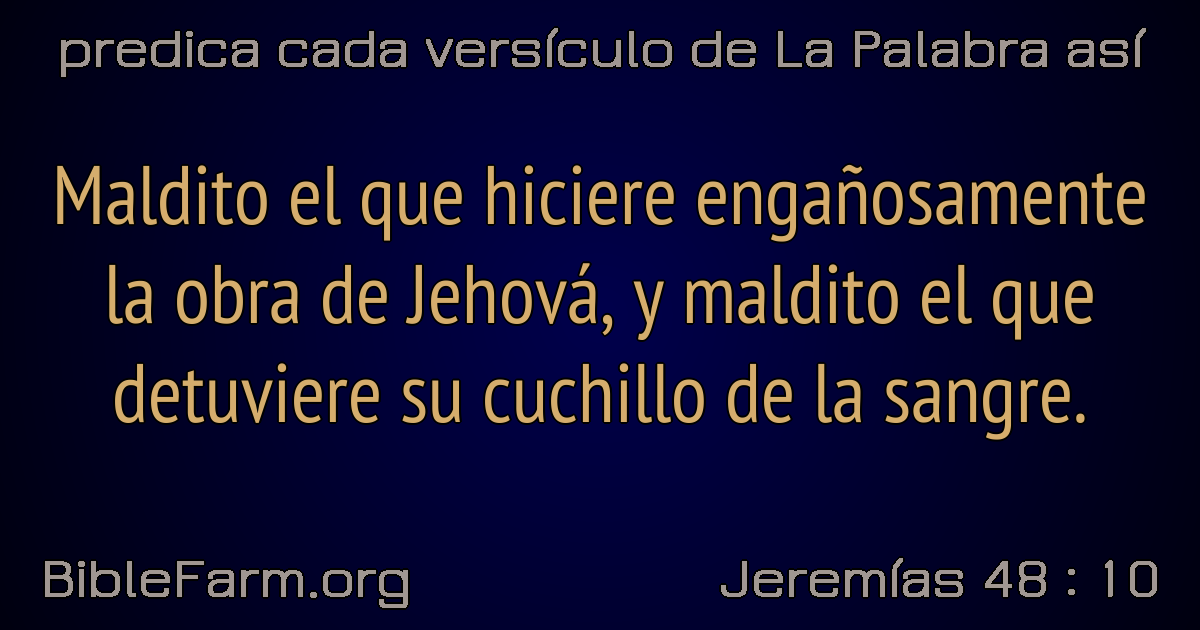 predica cada versículo de La Palabra así
Maldito el que hiciere engañosamente
la obra de Jehová, y maldito el que
detuviere su cuchillo de la sangre.
BibleFarm.org
Jeremías 48 : 10